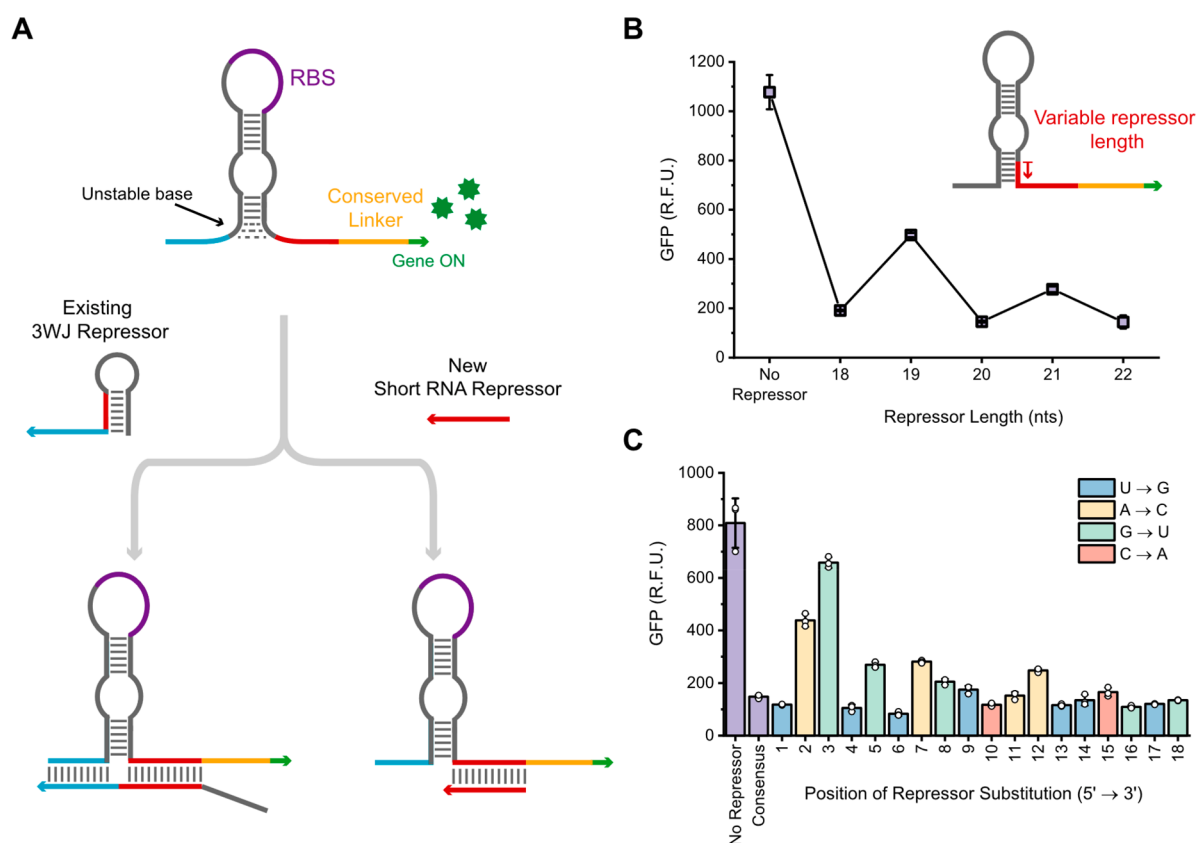 A
RBS
Unstable base
Conserved
Linker
Gene ON
Existing
3WJ Repressor
New
Short RNA Repressor
B
1200
1000
800
600
400
200
0
GFP (R.F.U.)
Variable repressor
length
No
Repressor
18
19
20
21
22
Repressor Length (nts)
C
1000
800
600
400
200
0
GFP (R.F.U.)
U → G
A → C
G → U
C → A
No Repressor
Consensus
1
2
3
4
5
6
7
8
9
10
11
12
13
14
15
16
17
18
Position of Repressor Substitution (5' → 3')